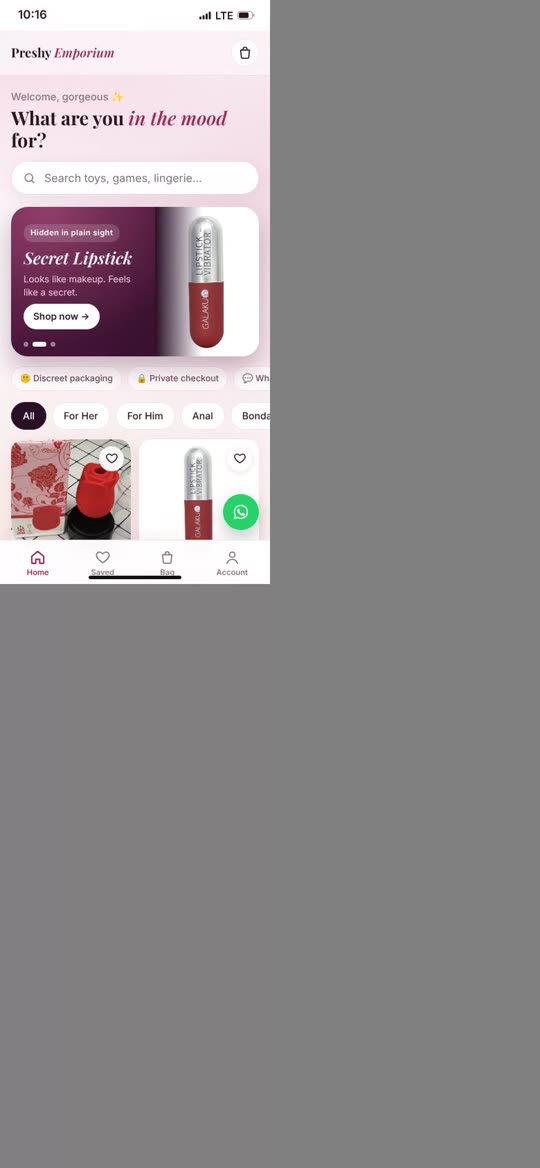 10:16
LTE
Preshy Emporium
Welcome, gorgeous ✨
What are you in the mood
for?
Search toys, games, lingerie...
Hidden in plain sight
Secret Lipstick
Looks like makeup. Feels
like a secret.
Shop now →
LIPSTICK -
VIBRATOR
GALAKU
🤫 Discreet packaging
🔒 Private checkout
💬 Wh
All
For Her
For Him
Anal
Bonda
LIPSTICK -
VIBRATOR
GALAKU
Home
Saved
Bag
Account